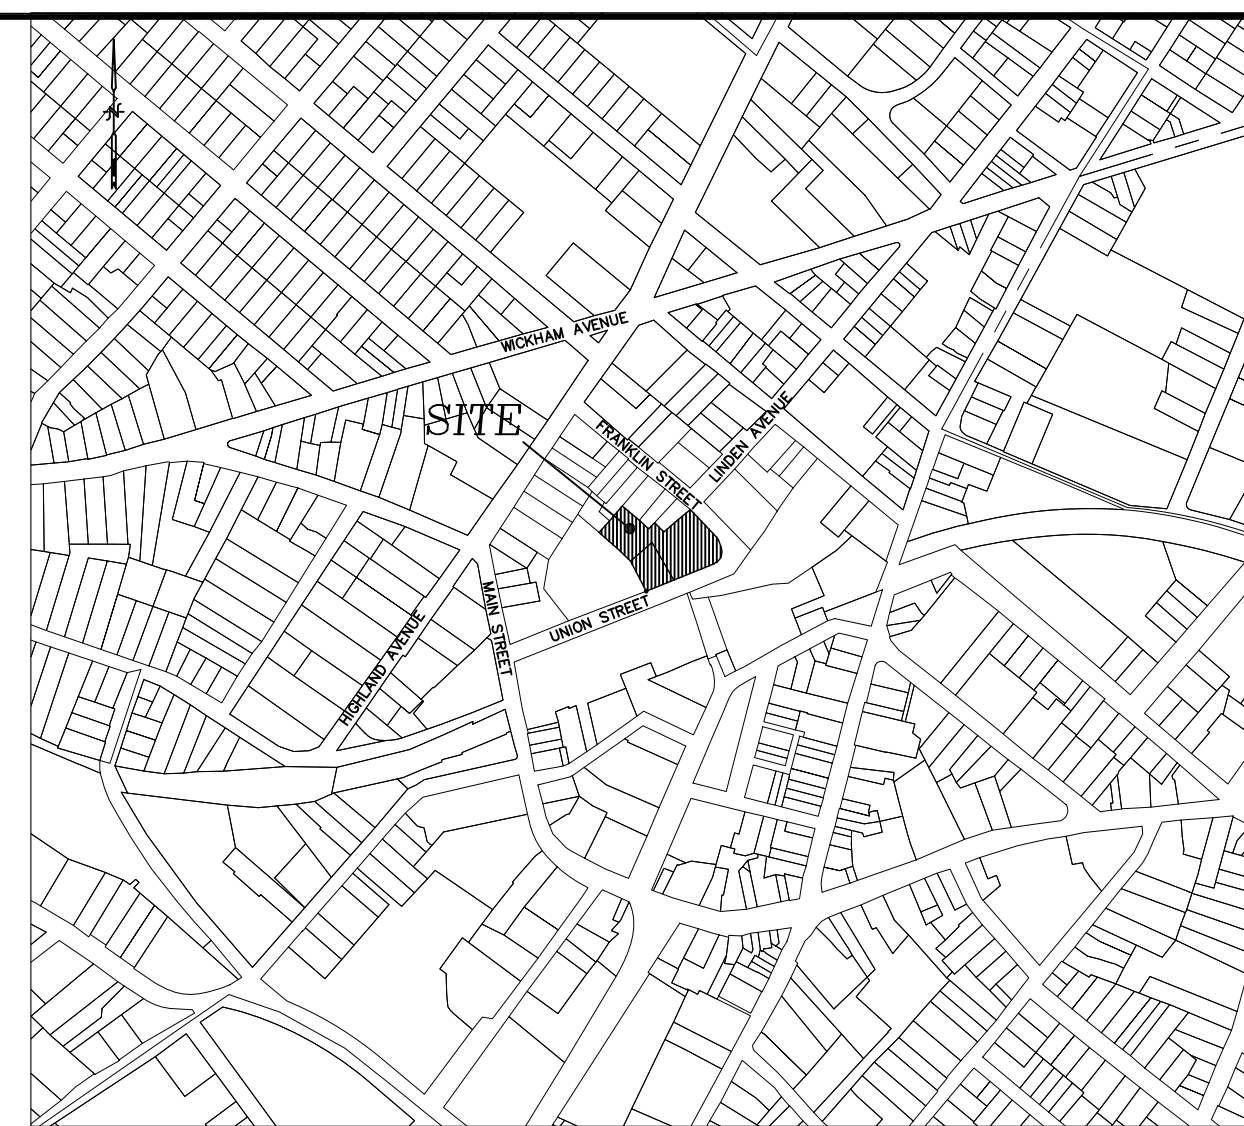 N
WICKHAM AVENUE
SITE
FRANKLIN STREET
LINDEN AVENUE
MAIN STREET
UNION STREET
HIGHLAND AVENUE